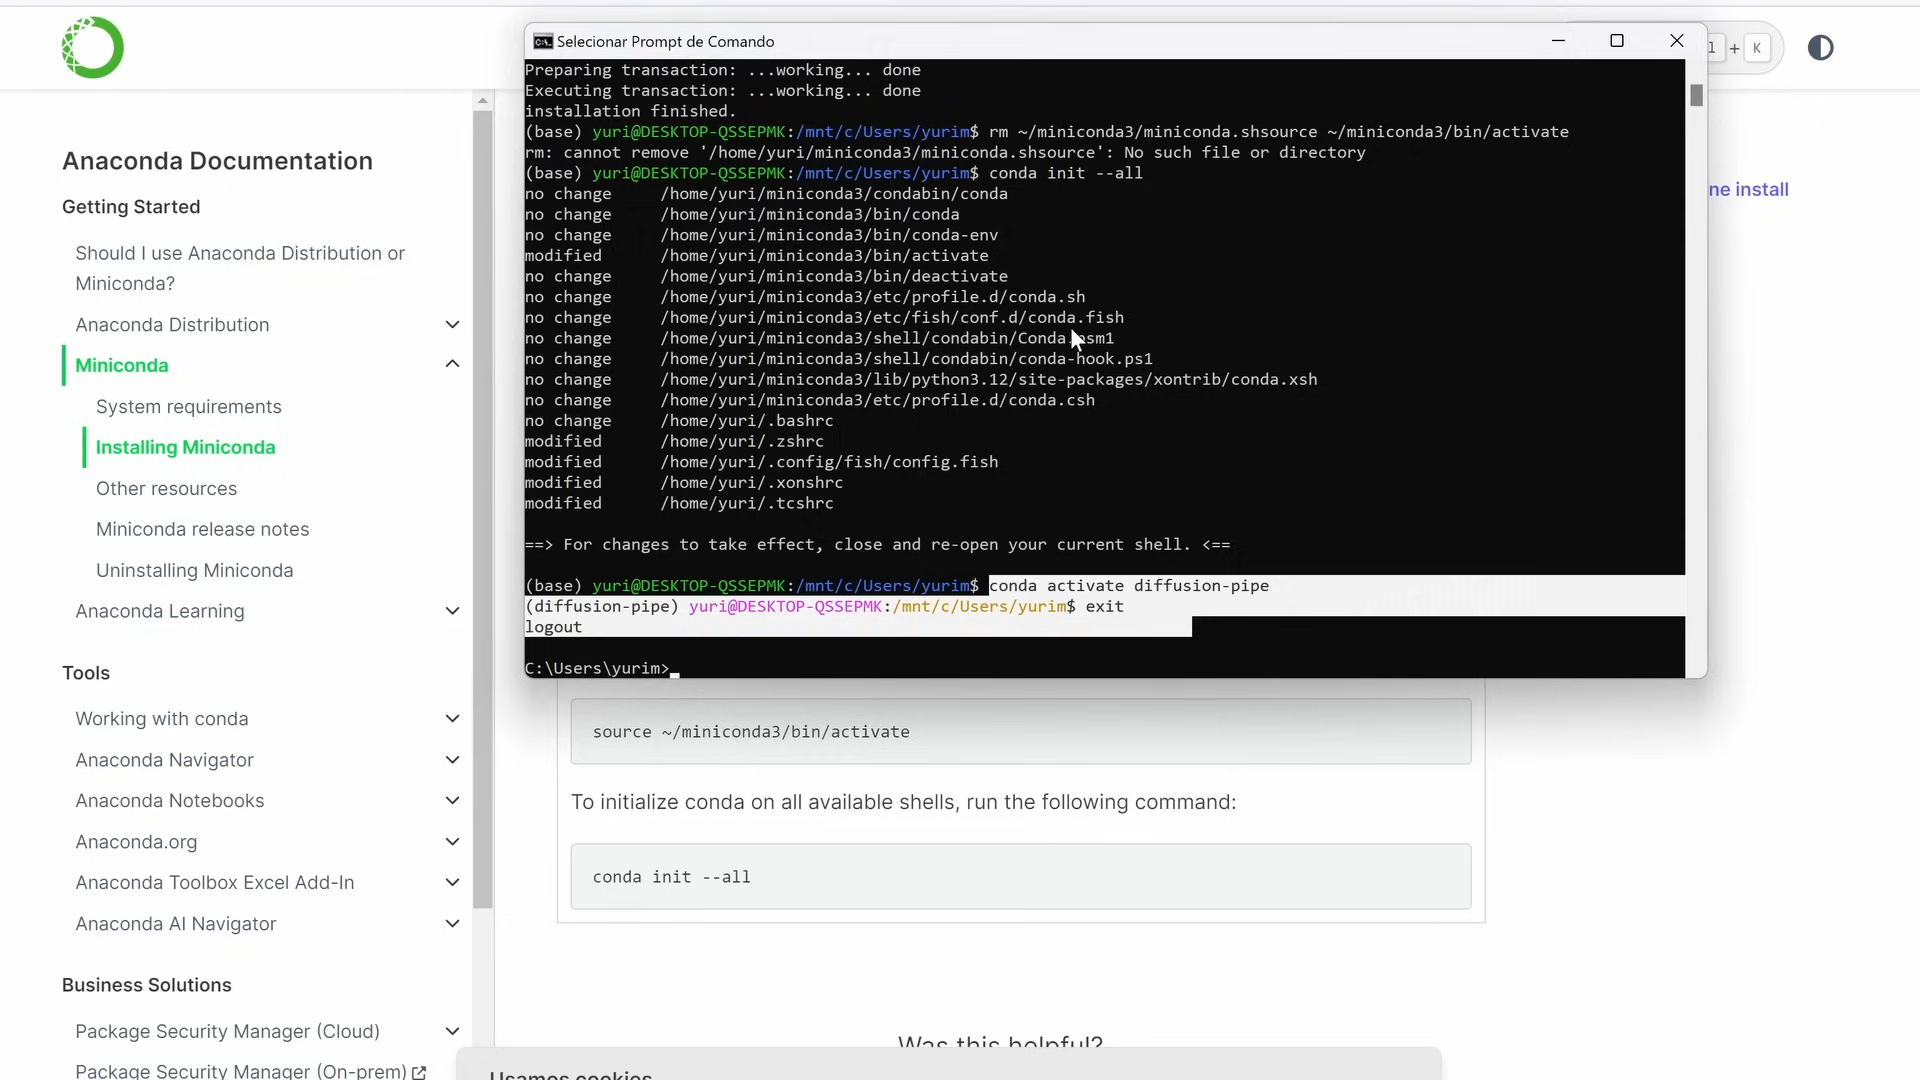 Anaconda Documentation
Getting Started
Should I use Anaconda Distribution or
Miniconda?
Anaconda Distribution
Miniconda
System requirements
Installing Miniconda
Other resources
Miniconda release notes
Uninstalling Miniconda
Anaconda Learning
Tools
Working with conda
Anaconda Navigator
Anaconda Notebooks
Anaconda.org
Anaconda Toolbox Excel Add-In
Anaconda AI Navigator
Business Solutions
Package Security Manager (Cloud)
Package Security Manager (On-prem)
Selecionar Prompt de Comando
Preparing transaction: ...working... done
Executing transaction: ...working... done
installation finished.
(base) yuri@DESKTOP-QSSEPMK:/mnt/c/Users/yurim$ rm ~/miniconda3/miniconda.shsource ~/miniconda3/bin/activate
rm: cannot remove '/home/yuri/miniconda3/miniconda.shsource': No such file or directory
(base) yuri@DESKTOP-QSSEPMK:/mnt/c/Users/yurim$ conda init --all
no change /home/yuri/miniconda3/condabin/conda
no change /home/yuri/miniconda3/bin/conda
no change /home/yuri/miniconda3/bin/conda-env
modified /home/yuri/miniconda3/bin/activate
no change /home/yuri/miniconda3/bin/deactivate
no change /home/yuri/miniconda3/etc/profile.d/conda.sh
no change /home/yuri/miniconda3/etc/fish/conf.d/conda.fish
no change /home/yuri/miniconda3/shell/condabin/Conda.psm1
no change /home/yuri/miniconda3/shell/condabin/conda-hook.ps1
no change /home/yuri/miniconda3/lib/python3.12/site-packages/xontrib/conda.xsh
no change /home/yuri/miniconda3/etc/profile.d/conda.csh
no change /home/yuri/.bashrc
modified /home/yuri/.zshrc
modified /home/yuri/.config/fish/config.fish
modified /home/yuri/.xonshrc
modified /home/yuri/.tcshrc
==> For changes to take effect, close and re-open your current shell. <==
(base) yuri@DESKTOP-QSSEPMK:/mnt/c/Users/yurim$ conda activate diffusion-pipe
(diffusion-pipe) yuri@DESKTOP-QSSEPMK:/mnt/c/Users/yurim$ exit
logout
C:\Users\yurim>
+ K
ne install
source ~/miniconda3/bin/activate
To initialize conda on all available shells, run the following command:
conda init --all
Was this helpful?
Usamos cookies